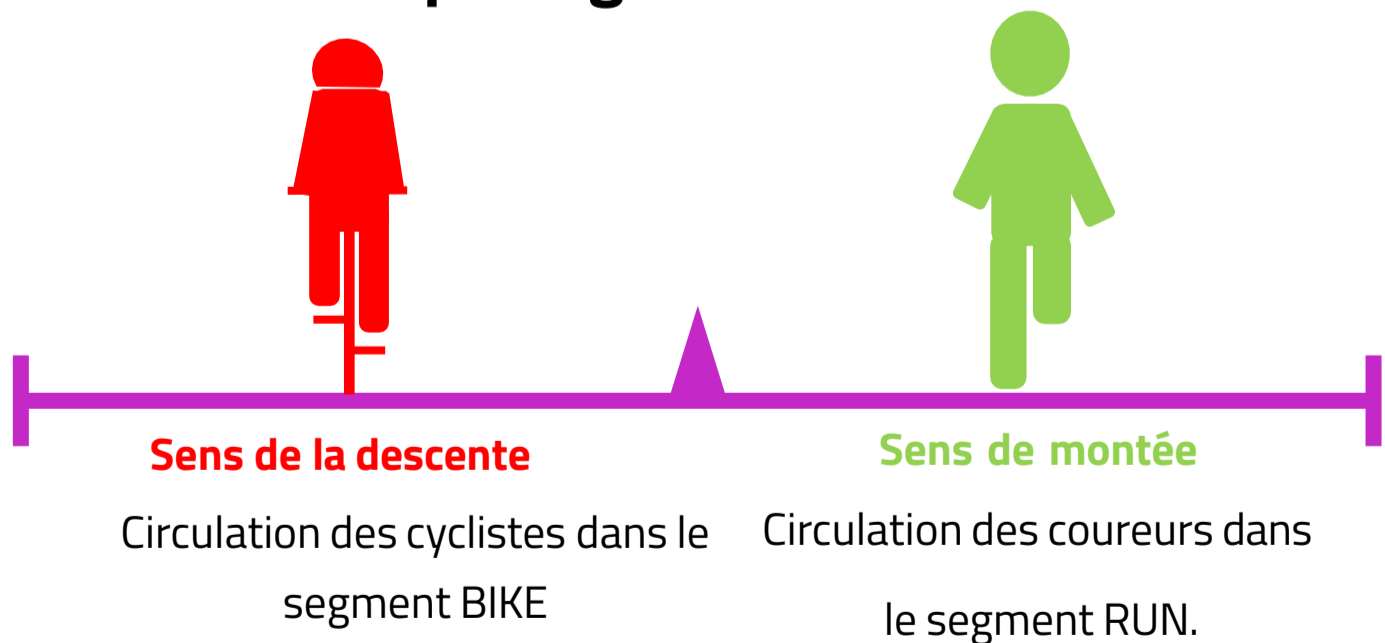 Sens de la descente
Circulation des cyclistes dans le
segment BIKE
Sens de montée
Circulation des coureurs dans
le segment RUN.